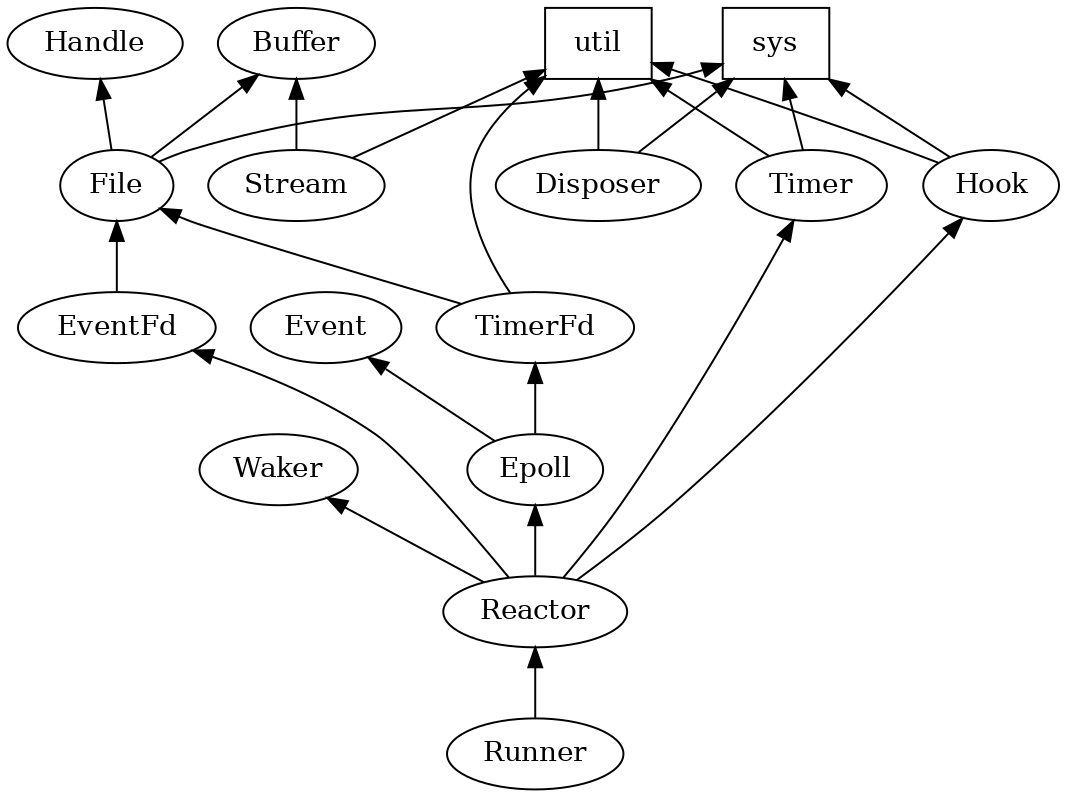 Handle
Buffer
util
sys
File
Stream
Disposer
Timer
Hook
EventFd
Event
TimerFd
Waker
Epoll
Reactor
Runner